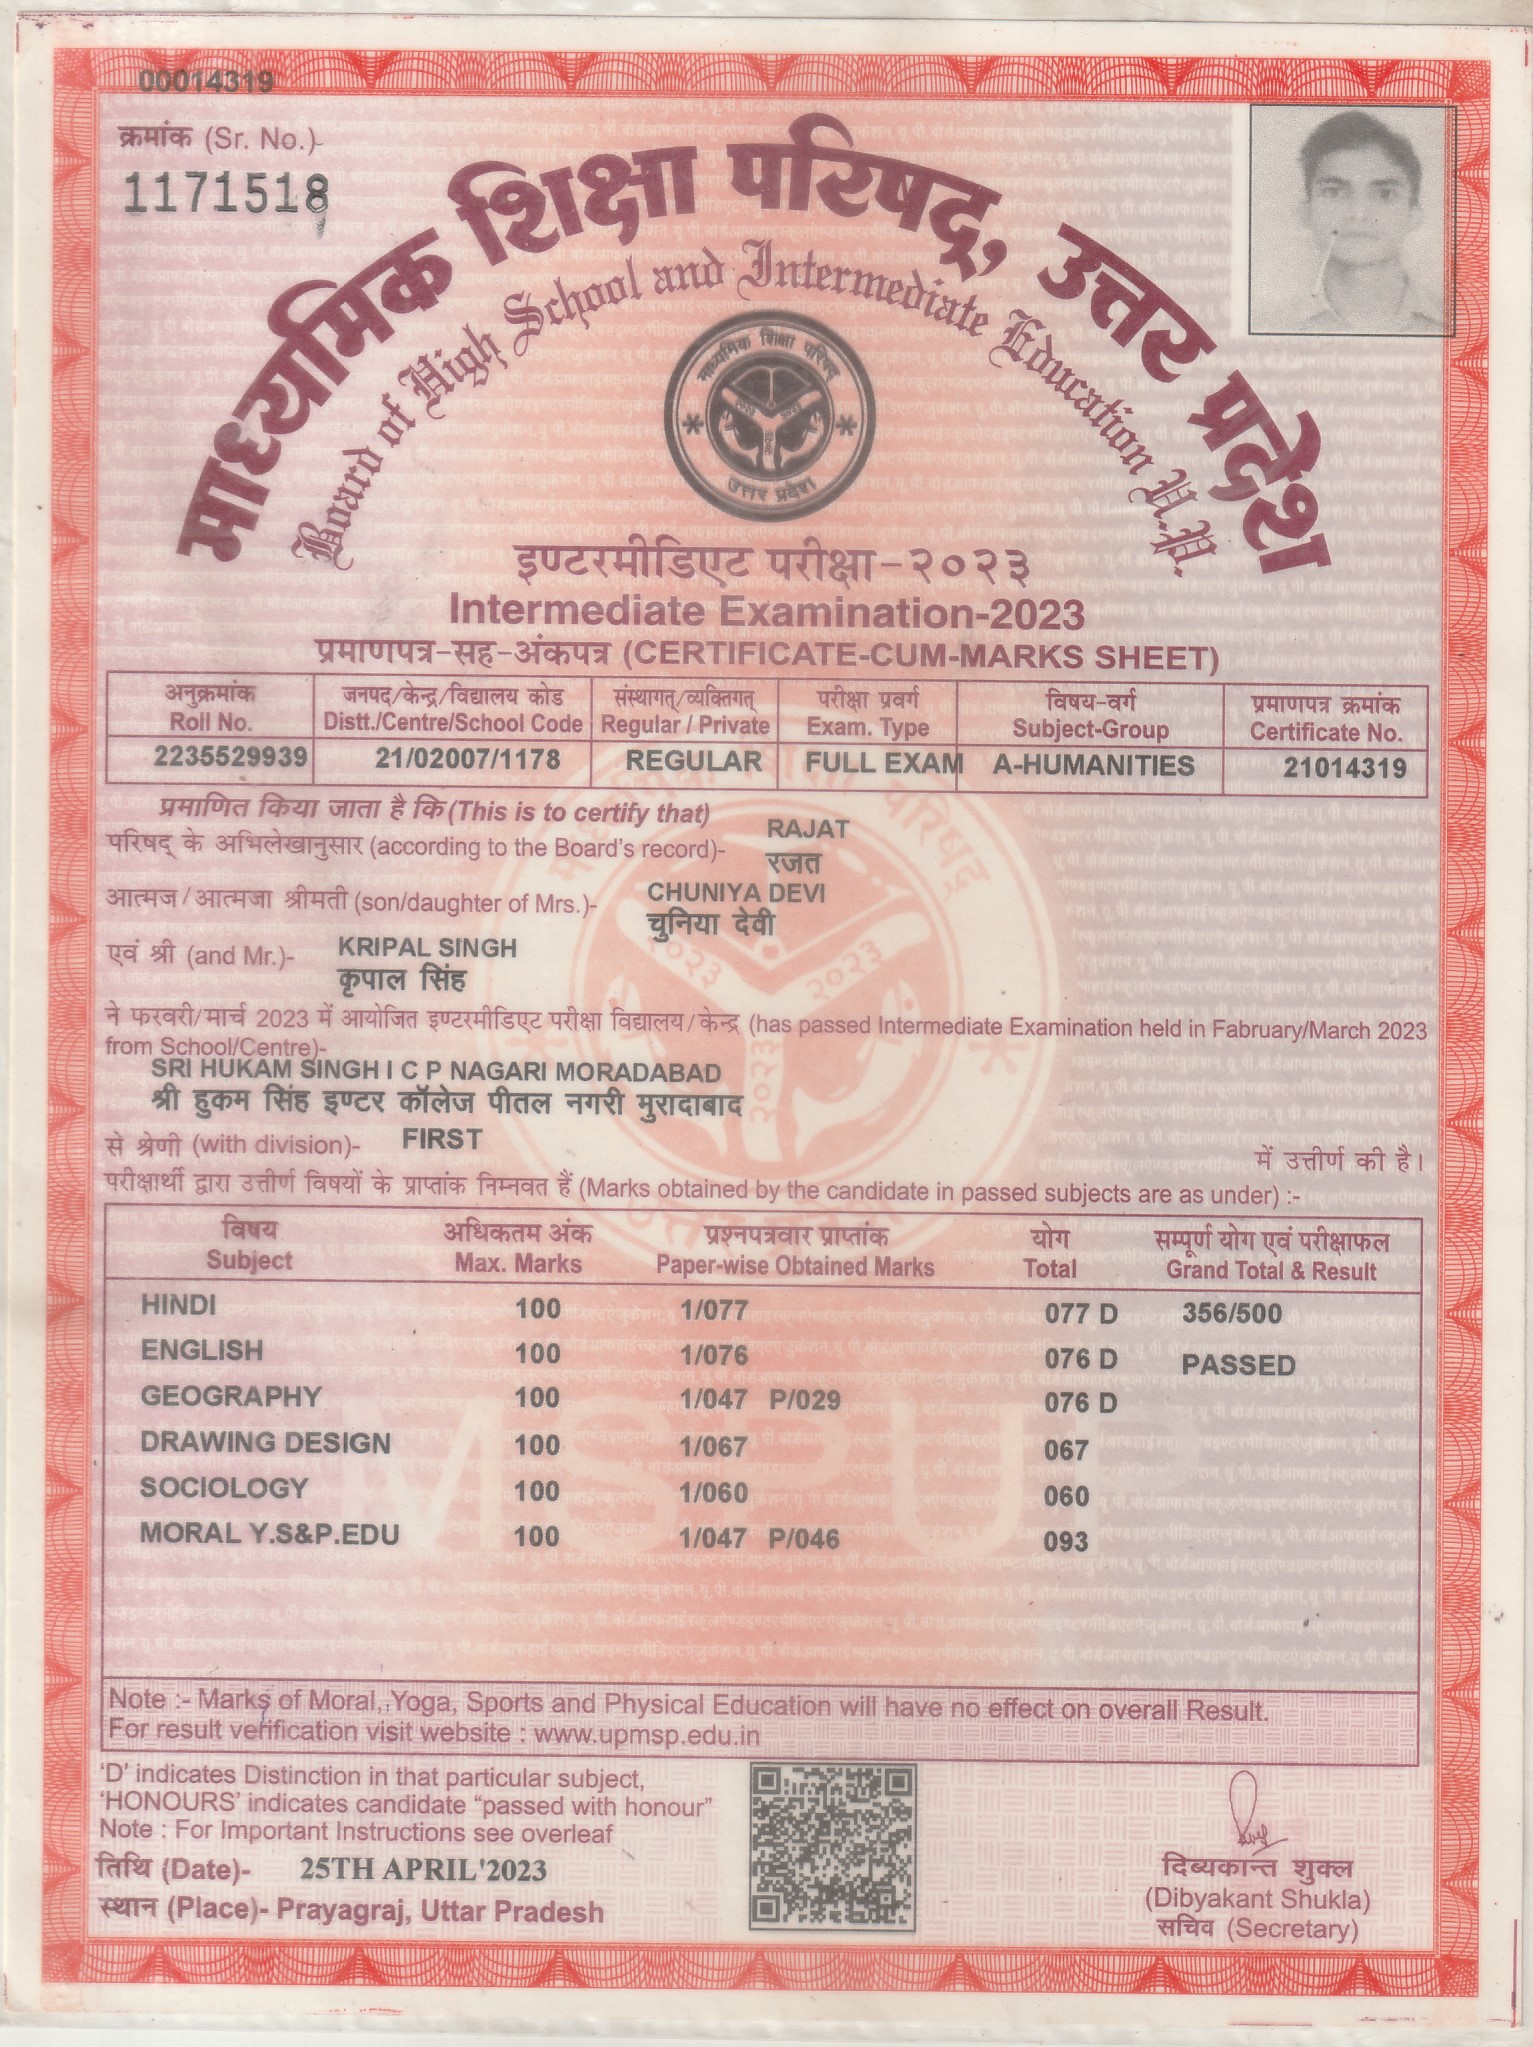 00014319
क्रमांक (Sr. No.)-
1171518
माध्यमिक शिक्षा परिषद्, उत्तर प्रदेश
Board of High School and Intermediate Education U.P.
माध्यमिक शिक्षा परिषद्
उत्तर प्रदेश
इण्टरमीडिएट परीक्षा-२०२३
Intermediate Examination-2023
प्रमाणपत्र-सह-अंकपत्र (CERTIFICATE-CUM-MARKS SHEET)
अनुक्रमांक जनपद/केन्द्र/विद्यालय कोड संस्थागत्/व्यक्तिगत् परीक्षा प्रवर्ग विषय-वर्ग प्रमाणपत्र क्रमांक
Roll No. Distt./Centre/School Code Regular / Private Exam. Type Subject-Group Certificate No.
2235529939 21/02007/1178 REGULAR FULL EXAM A-HUMANITIES 21014319
प्रमाणित किया जाता है कि (This is to certify that)
RAJAT
परिषद् के अभिलेखानुसार (according to the Board's record)-
रजत
CHUNIYA DEVI
आत्मज/आत्मजा श्रीमती (son/daughter of Mrs.)-
चुनिया देवी
KRIPAL SINGH
एवं श्री (and Mr.)-
कृपाल सिंह
ने फरवरी/मार्च 2023 में आयोजित इण्टरमीडिएट परीक्षा विद्यालय/केन्द्र (has passed Intermediate Examination held in Fabruary/March 2023
from School/Centre)-
SRI HUKAM SINGH I C P NAGARI MORADABAD
श्री हुकम सिंह इण्टर कॉलेज पीतल नगरी मुरादाबाद
से श्रेणी (with division)- FIRST में उत्तीर्ण की है।
परीक्षार्थी द्वारा उत्तीर्ण विषयों के प्राप्तांक निम्नवत हैं (Marks obtained by the candidate in passed subjects are as under) :-
विषय अधिकतम अंक प्रश्नपत्रवार प्राप्तांक योग सम्पूर्ण योग एवं परीक्षाफल
Subject Max. Marks Paper-wise Obtained Marks Total Grand Total & Result
HINDI 100 1/077 077 D 356/500
ENGLISH 100 1/076 076 D PASSED
GEOGRAPHY 100 1/047 P/029 076 D
DRAWING DESIGN 100 1/067 067
SOCIOLOGY 100 1/060 060
MORAL Y.S&P.EDU 100 1/047 P/046 093
Note :- Marks of Moral, Yoga, Sports and Physical Education will have no effect on overall Result.
For result verification visit website : www.upmsp.edu.in
'D' indicates Distinction in that particular subject,
'HONOURS' indicates candidate "passed with honour"
Note : For Important Instructions see overleaf
तिथि (Date)- 25TH APRIL'2023
स्थान (Place)- Prayagraj, Uttar Pradesh
दिब्यकान्त शुक्ल
(Dibyakant Shukla)
सचिव (Secretary)